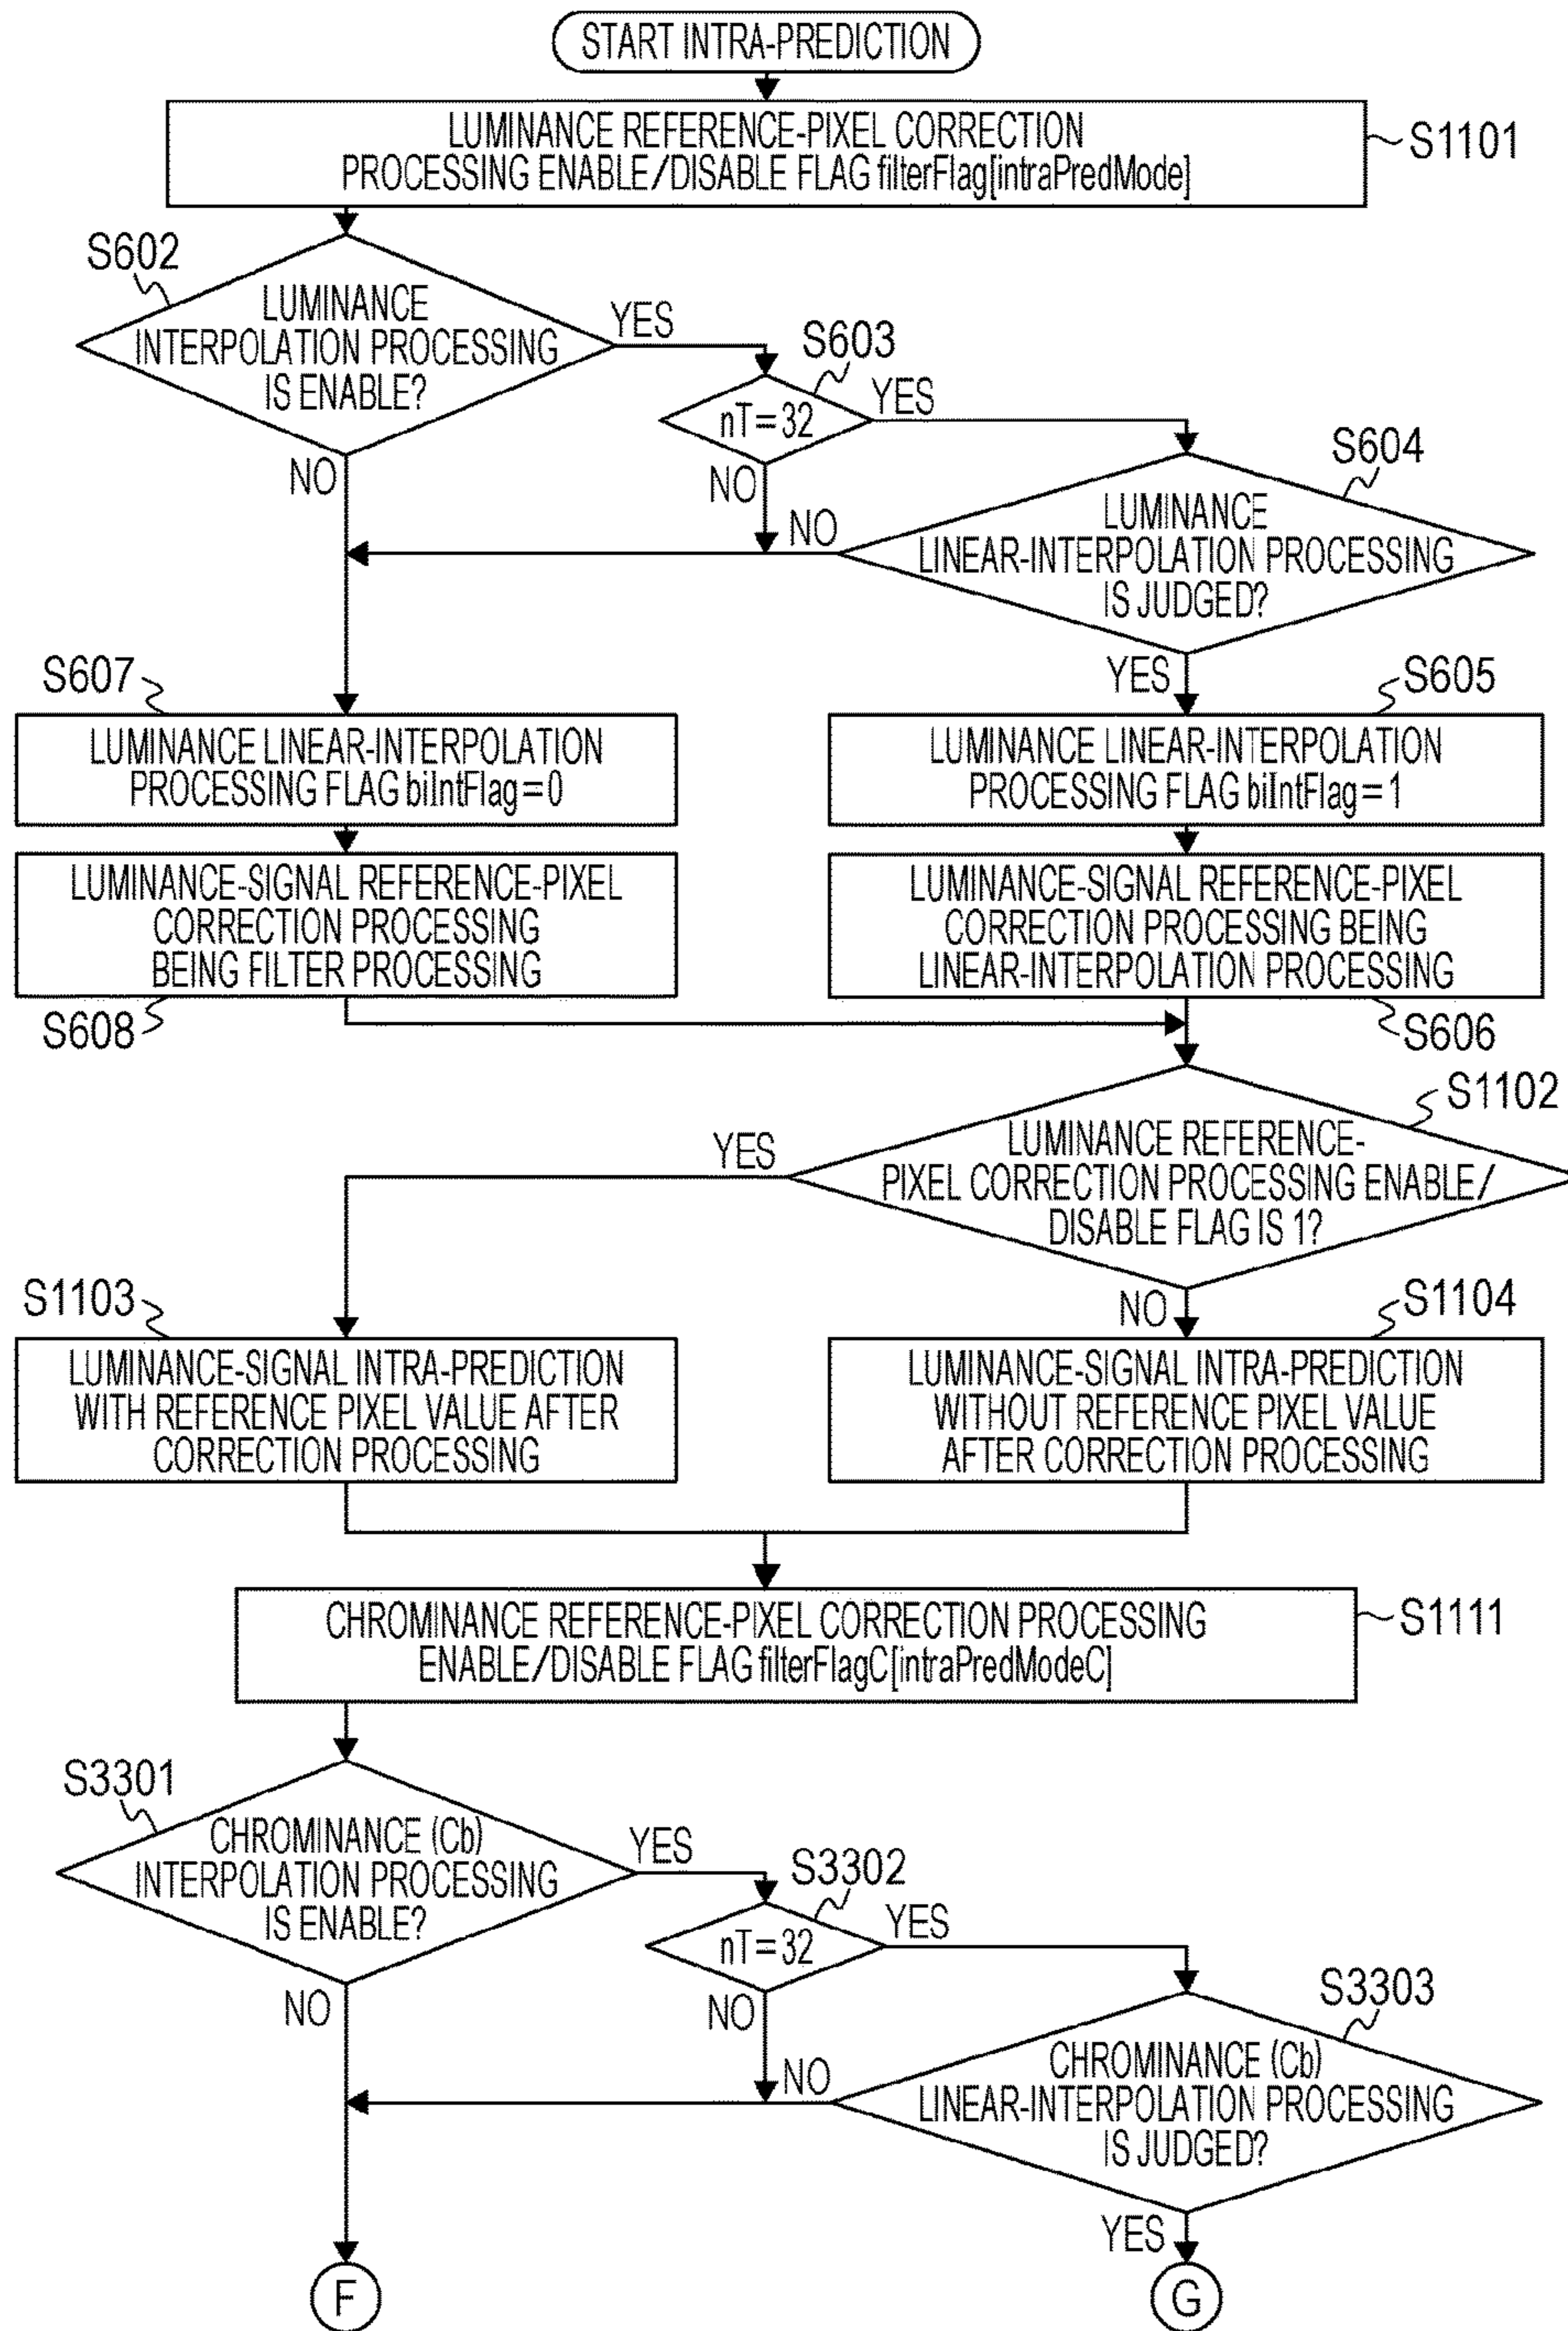 START INTRA-PREDICTION
LUMINANCE REFERENCE-PIXEL CORRECTION
PROCESSING ENABLE/DISABLE FLAG filterFlag[intraPredMode]
S1101
S602
LUMINANCE
INTERPOLATION PROCESSING
IS ENABLE?
YES
NO
S603
nT=32
YES
NO
S604
LUMINANCE
LINEAR-INTERPOLATION PROCESSING
IS JUDGED?
NO
YES
S607
LUMINANCE LINEAR-INTERPOLATION
PROCESSING FLAG biIntFlag=0
S605
LUMINANCE LINEAR-INTERPOLATION
PROCESSING FLAG biIntFlag=1
LUMINANCE-SIGNAL REFERENCE-PIXEL
CORRECTION PROCESSING
BEING FILTER PROCESSING
S608
LUMINANCE-SIGNAL REFERENCE-PIXEL
CORRECTION PROCESSING BEING
LINEAR-INTERPOLATION PROCESSING
S606
S1102
LUMINANCE REFERENCE-
PIXEL CORRECTION PROCESSING ENABLE/
DISABLE FLAG IS 1?
YES
NO
S1103
LUMINANCE-SIGNAL INTRA-PREDICTION
WITH REFERENCE PIXEL VALUE AFTER
CORRECTION PROCESSING
S1104
LUMINANCE-SIGNAL INTRA-PREDICTION
WITHOUT REFERENCE PIXEL VALUE
AFTER CORRECTION PROCESSING
CHROMINANCE REFERENCE-PIXEL CORRECTION PROCESSING
ENABLE/DISABLE FLAG filterFlagC[intraPredModeC]
S1111
S3301
CHROMINANCE (Cb)
INTERPOLATION PROCESSING
IS ENABLE?
YES
NO
S3302
nT=32
YES
NO
S3303
CHROMINANCE (Cb)
LINEAR-INTERPOLATION PROCESSING
IS JUDGED?
NO
YES
F
G